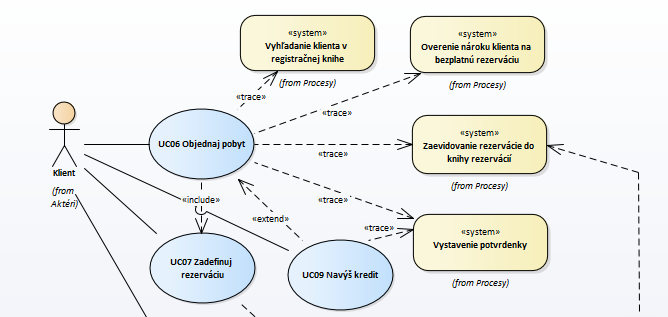 «system»
Vyhľadanie klienta v
registračnej knihe
(from Procesy)
«system»
Overenie nároku klienta na
bezplatnú rezerváciu
(from Procesy)
«trace»
«trace»
Klient
(from
Aktéri)
UC06 Objednaj pobyt
«trace»
«system»
Zaevidovanie rezervácie do
knihy rezervácií
(from Procesy)
«include»
«trace»
«extend»
«trace»
«system»
Vystavenie potvrdenky
(from Procesy)
UC07 Zadefinuj
rezerváciu
UC09 Navýš kredit